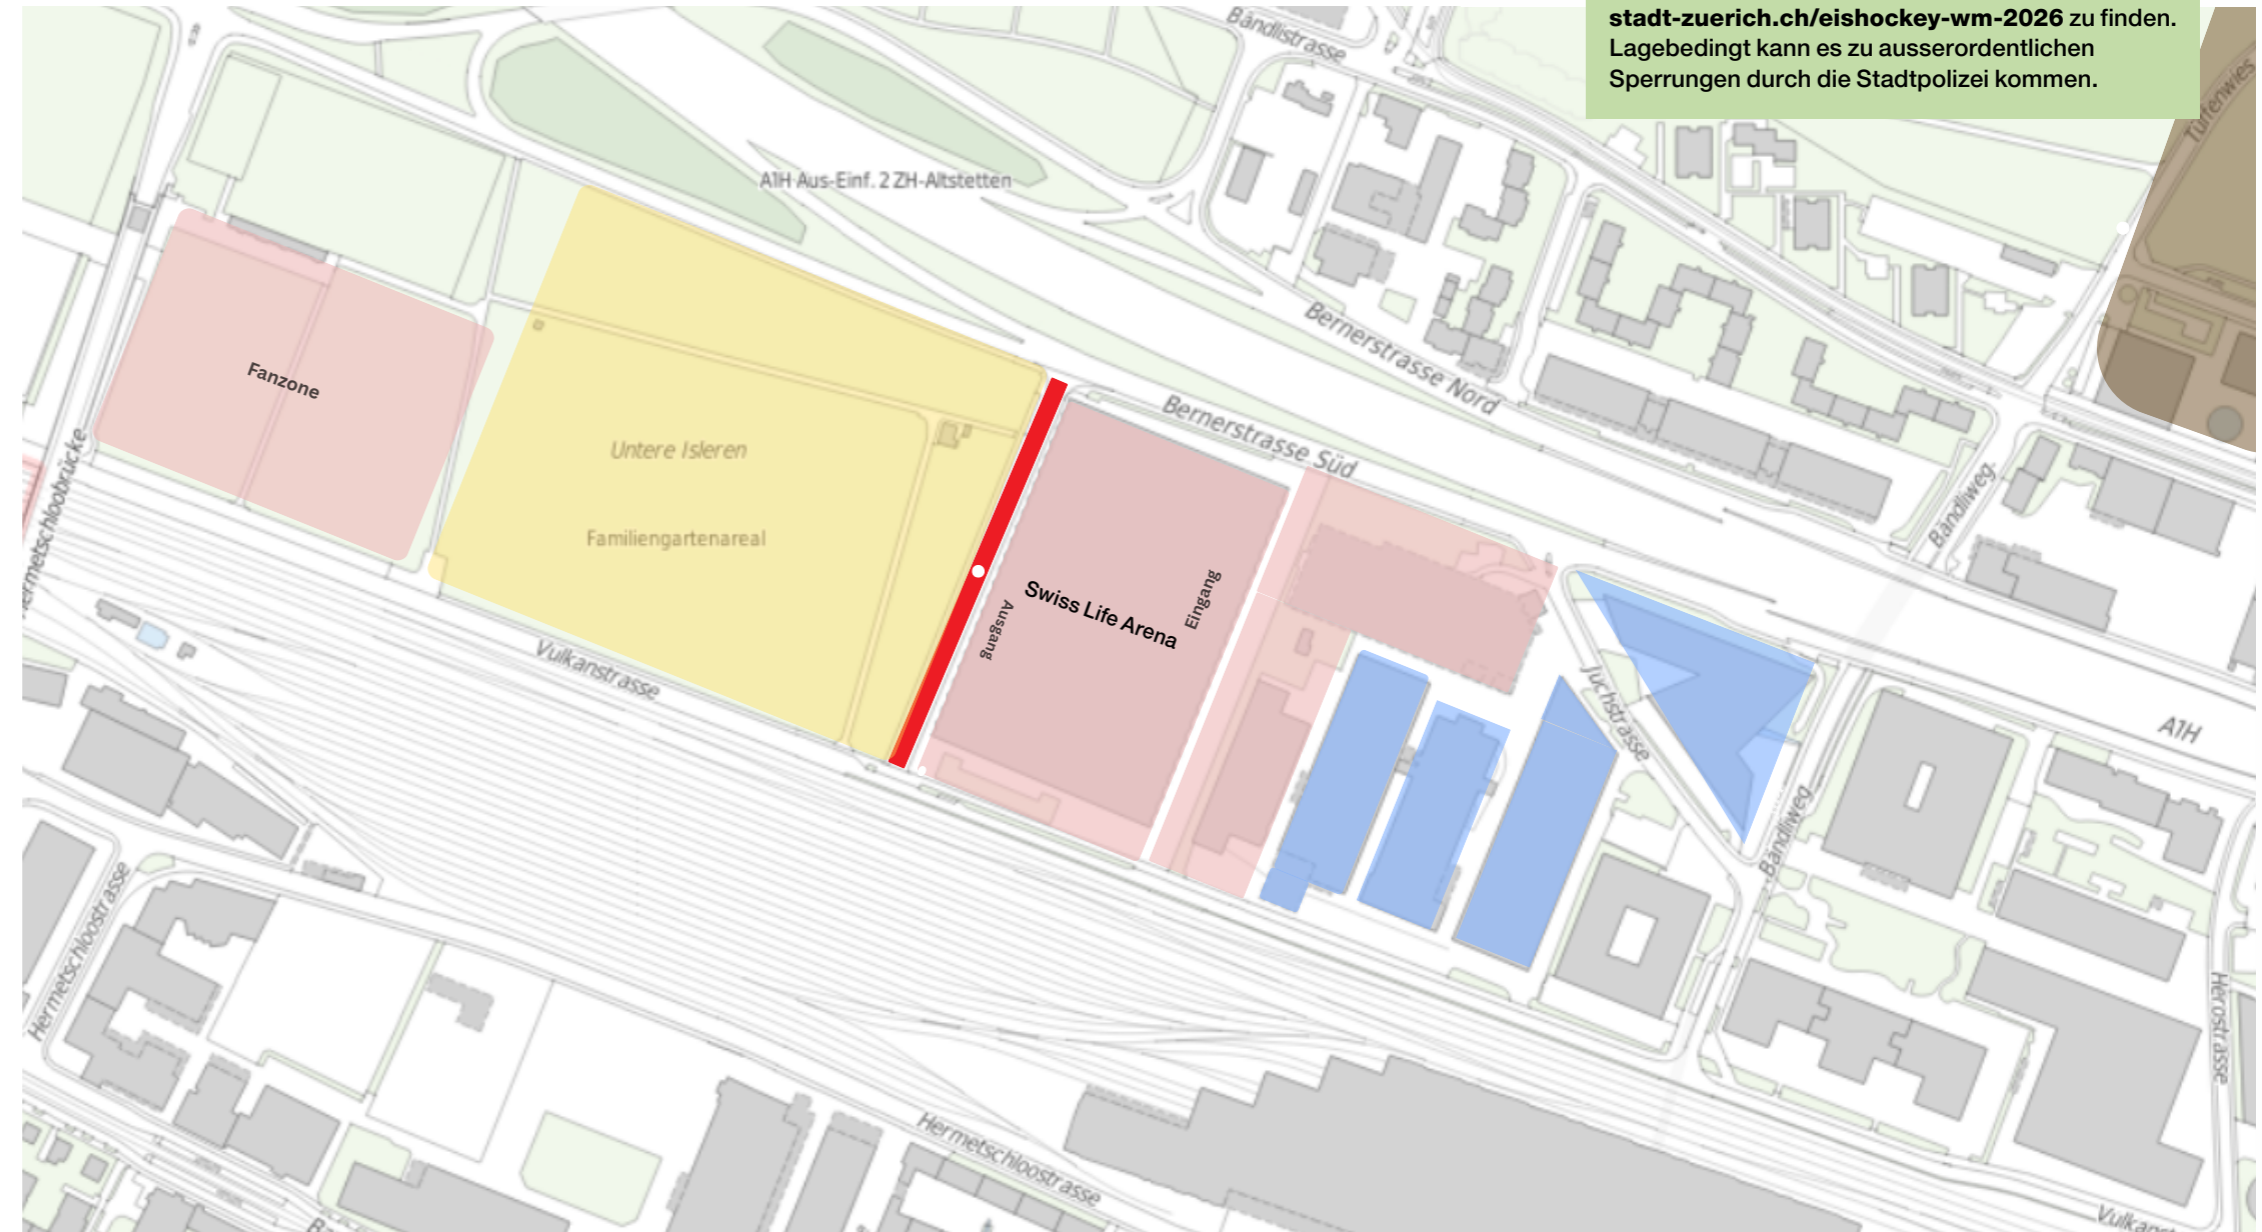 stadt-zuerich.ch/eishockey-wm-2026 zu finden.
Lagebedingt kann es zu ausserordentlichen
Sperrungen durch die Stadtpolizei kommen.
Bändlistrasse
Tüffenwies
A1H Aus-Einf. 2 ZH-Altstetten
Bernerstrasse Nord
Fanzone
Bernerstrasse Süd
Untere Isleren
Familiengartenareal
Hermetschloobrücke
Bändliweg
Swiss Life Arena
Eingang
Ausgang
Vulkanstrasse
Juchstrasse
A1H
Bändliweg
Hermetschloostrasse
Herostrasse
Hermetschloostrasse